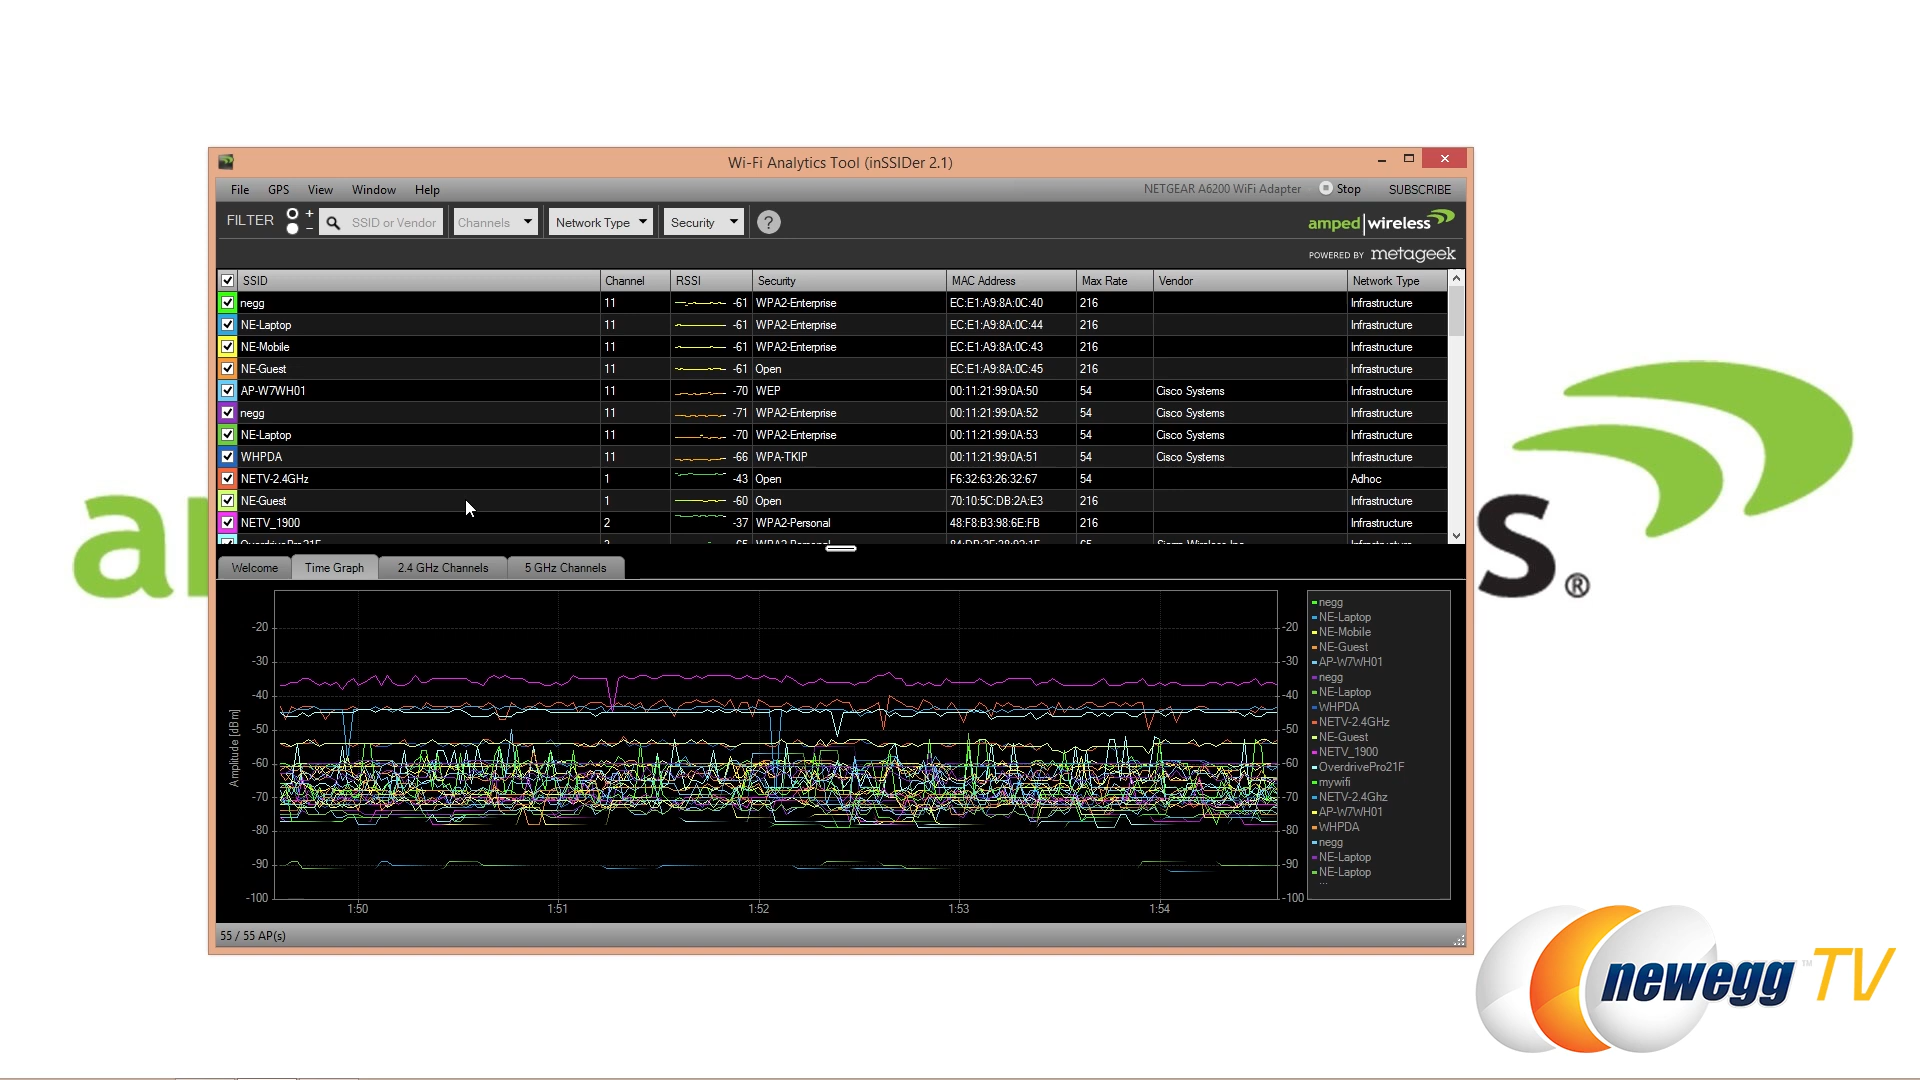 Wi-Fi Analytics Tool (inSSIDer 2.1)
File GPS View Window Help NETGEAR A6200 WiFi Adapter Stop SUBSCRIBE
FILTER + - SSID or Vendor Channels Network Type Security ?
amped wireless
POWERED BY metageek
SSID Channel RSSI Security MAC Address Max Rate Vendor Network Type
negg 11 -61 WPA2-Enterprise EC:E1:A9:8A:0C:40 216 Infrastructure
NE-Laptop 11 -61 WPA2-Enterprise EC:E1:A9:8A:0C:44 216 Infrastructure
NE-Mobile 11 -61 WPA2-Enterprise EC:E1:A9:8A:0C:43 216 Infrastructure
NE-Guest 11 -61 Open EC:E1:A9:8A:0C:45 216 Infrastructure
AP-W7WH01 11 -70 WEP 00:11:21:99:0A:50 54 Cisco Systems Infrastructure
negg 11 -71 WPA2-Enterprise 00:11:21:99:0A:52 54 Cisco Systems Infrastructure
NE-Laptop 11 -70 WPA2-Enterprise 00:11:21:99:0A:53 54 Cisco Systems Infrastructure
WHPDA 11 -66 WPA-TKIP 00:11:21:99:0A:51 54 Cisco Systems Infrastructure
NETV-2.4GHz 1 -43 Open F6:32:63:26:32:67 54 Adhoc
NE-Guest 1 -60 Open 70:10:5C:DB:2A:E3 216 Infrastructure
NETV_1900 2 -37 WPA2-Personal 48:F8:B3:98:6E:FB 216 Infrastructure
Welcome Time Graph 2.4 GHz Channels 5 GHz Channels
Amplitude [dBm]
-20
-30
-40
-50
-60
-70
-80
-90
-100
1:50 1:51 1:52 1:53 1:54
-20
-30
-40
-50
-60
-70
-80
-90
-100
negg
NE-Laptop
NE-Mobile
NE-Guest
AP-W7WH01
negg
NE-Laptop
WHPDA
NETV-2.4GHz
NE-Guest
NETV_1900
OverdrivePro21F
mywifi
NETV-2.4Ghz
AP-W7WH01
WHPDA
negg
NE-Laptop
NE-Laptop
...
55 / 55 AP(s)
s®
newegg™ TV